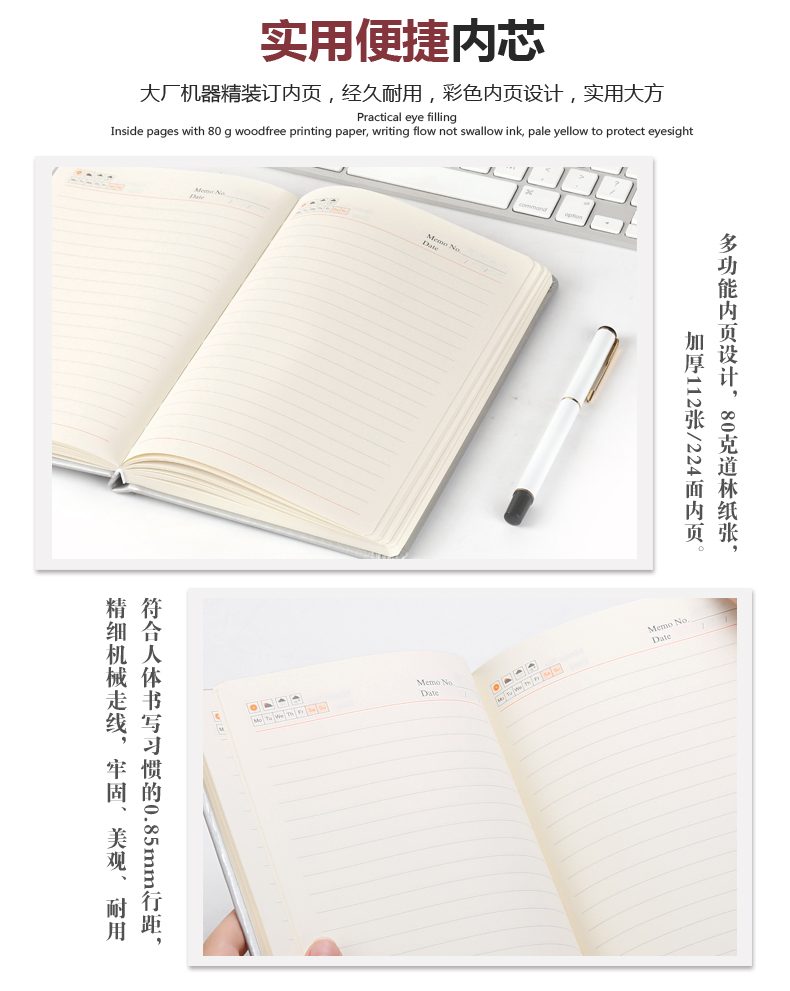 实用便捷内芯
大厂机器精装订内页，经久耐用，彩色内页设计，实用大方
Practical eye filling
Inside pages with 80 g woodfree printing paper, writing flow not swallow ink, pale yellow to protect eyesight
Memo No.
Date
Memo No.
Date
command
option
多功能内页设计，80克道林纸张，
加厚112张/224面内页。
符合人体书写习惯的0.85mm行距，
精细机械走线，牢固、美观、耐用
Memo No.
Date
Mo Tu We Th Fr Sa Su
Memo No.
Date
Mo Tu We Th Fr Sa Su